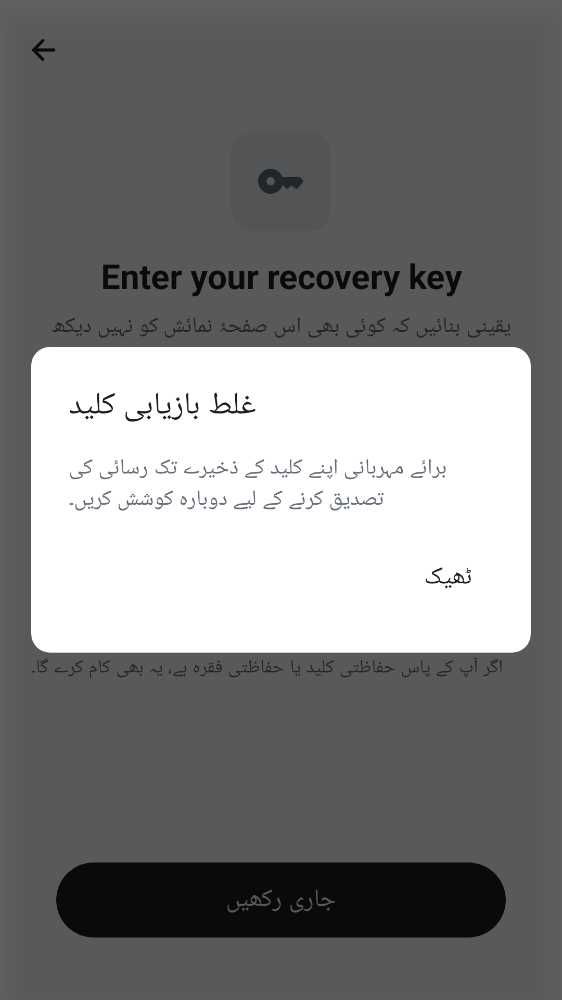 Enter your recovery key
یقینی بنائیں کہ کوئی بھی اس صفحۂ نمائش کو نہیں دیکھ
غلط بازیابی کلید
برائے مہربانی اپنے کلید کے ذخیرے تک رسائی کی
تصدیق کرنے کے لیے دوبارہ کوشش کریں۔
ٹھیک
اگر آپ کے پاس حفاظتی کلید یا حفاظتی فقرہ ہے، یہ بھی کام کرے گا۔
جاری رکھیں